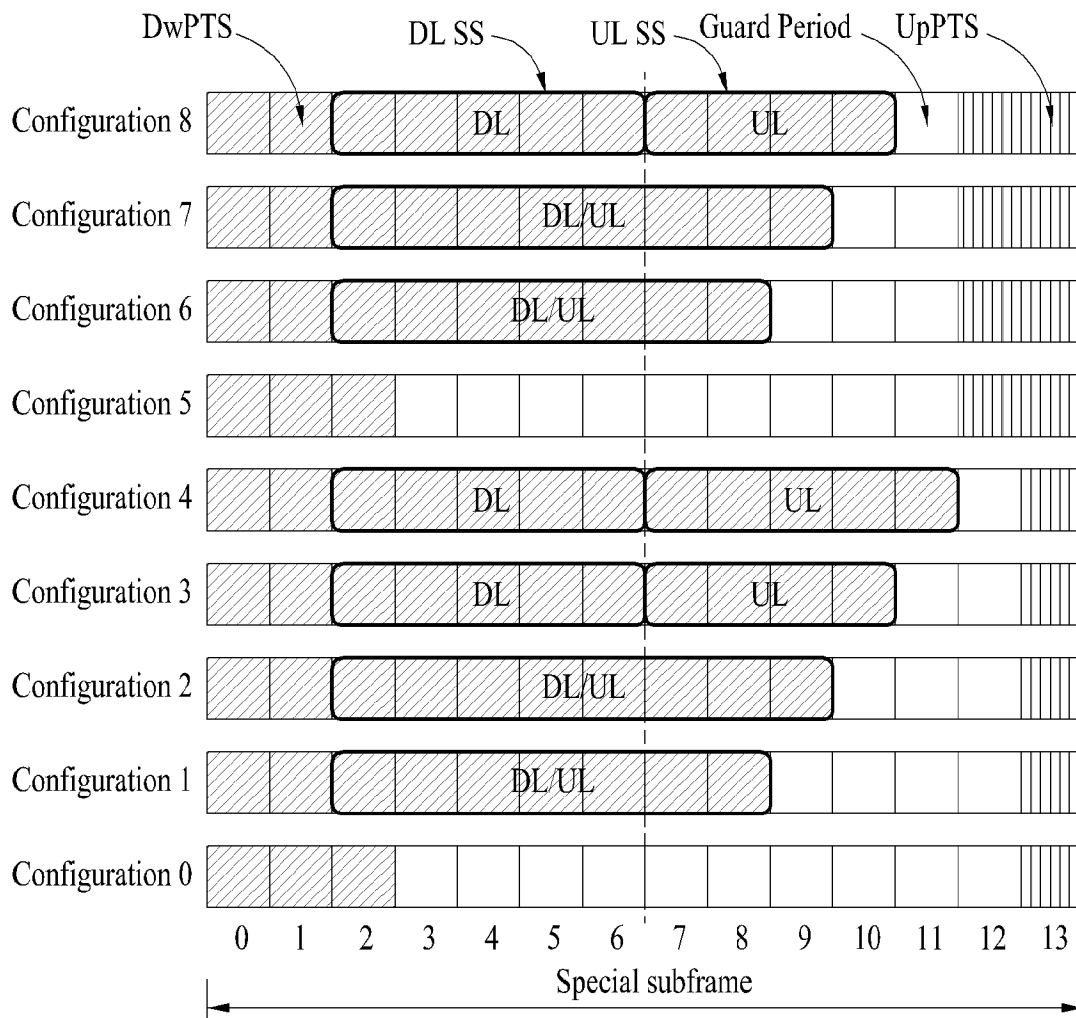 DwPTS DL SS UL SS Guard Period UpPTS
Configuration 8 DL UL
Configuration 7 DL/UL
Configuration 6 DL/UL
Configuration 5
Configuration 4 DL UL
Configuration 3 DL UL
Configuration 2 DL/UL
Configuration 1 DL/UL
Configuration 0
0 1 2 3 4 5 6 7 8 9 10 11 12 13
Special subframe